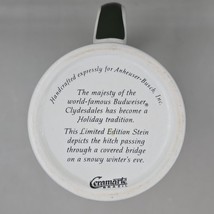 Handcrafted expressly for Anheuser-Busch, Inc.
The majesty of the
world-famous Budweiser®
Clydesdales has become a
Holiday tradition.
This Limited Edition Stein
depicts the hitch passing
through a covered bridge
on a snowy winter's eve.
Ceramarte